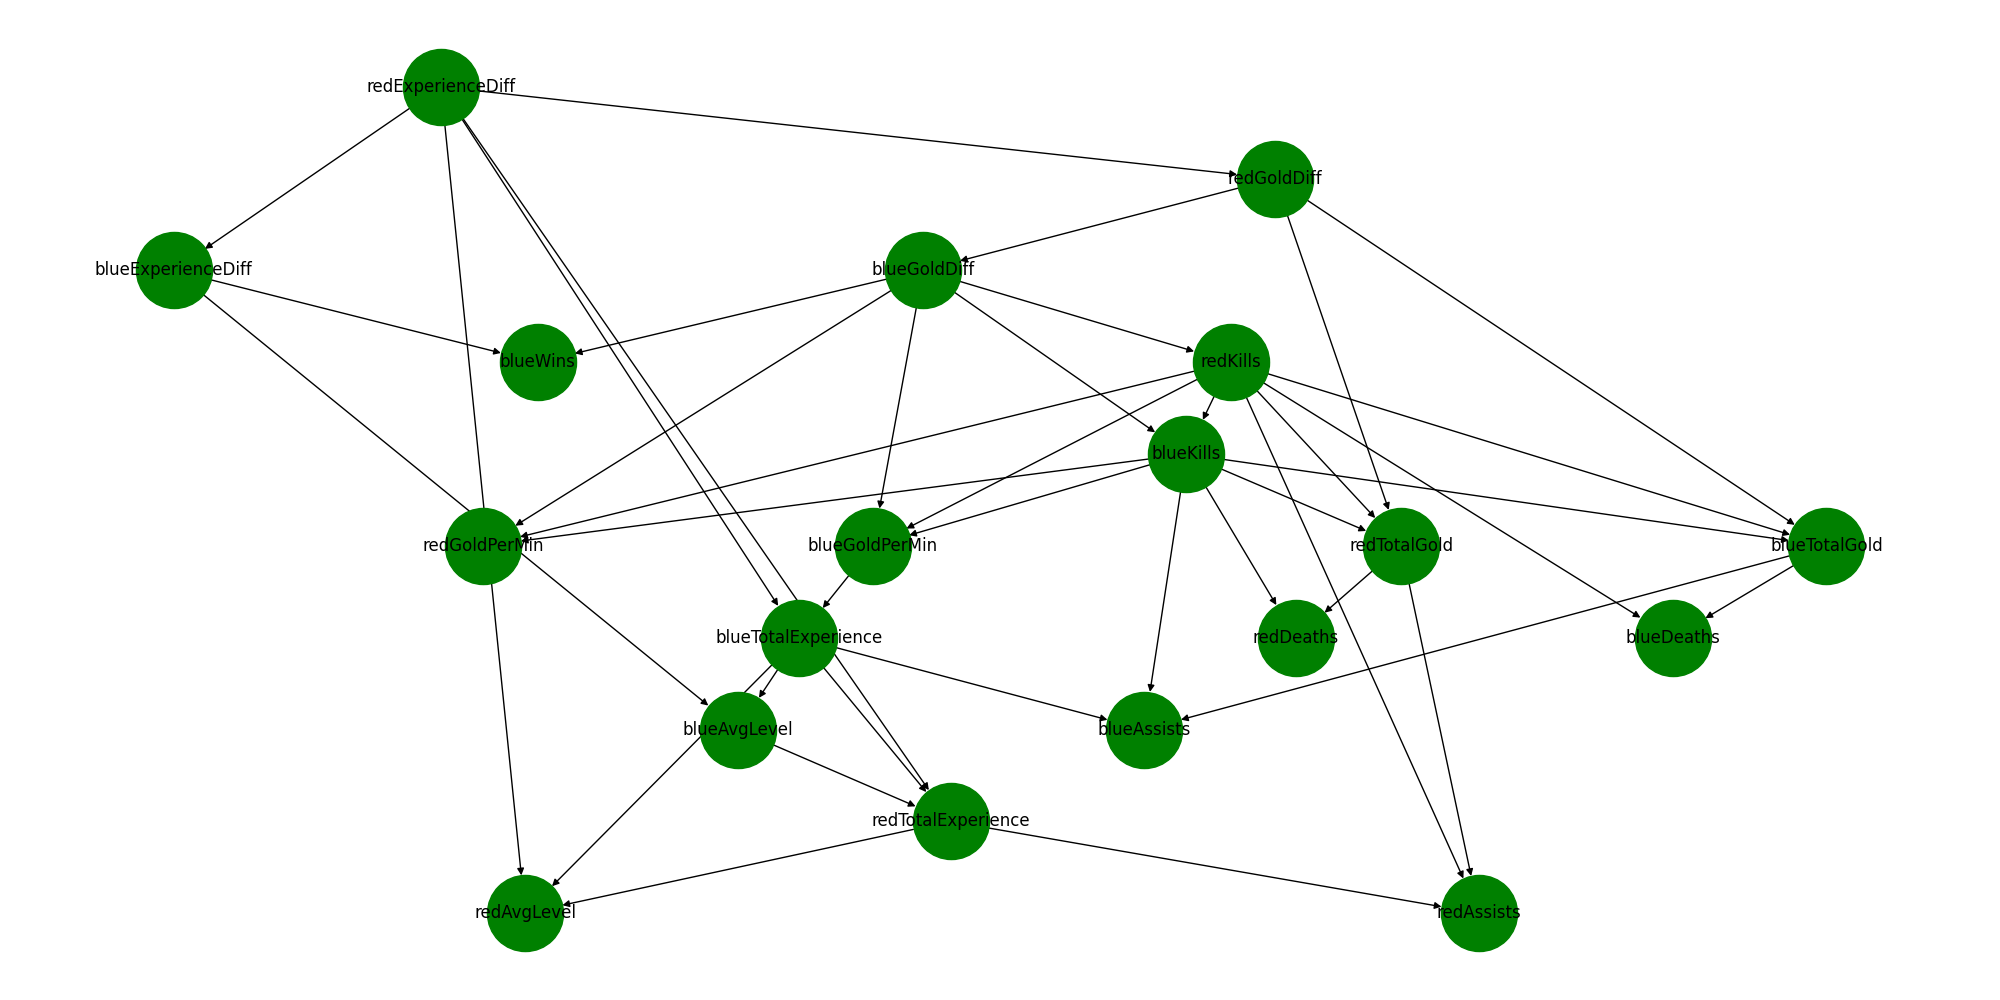 redExperienceDiff
redGoldDiff
blueExperienceDiff
blueGoldDiff
blueWins
redKills
blueKills
redGoldPerMin
blueGoldPerMin
redTotalGold
blueTotalGold
blueTotalExperience
redDeaths
blueDeaths
blueAvgLevel
blueAssists
redTotalExperience
redAvgLevel
redAssists